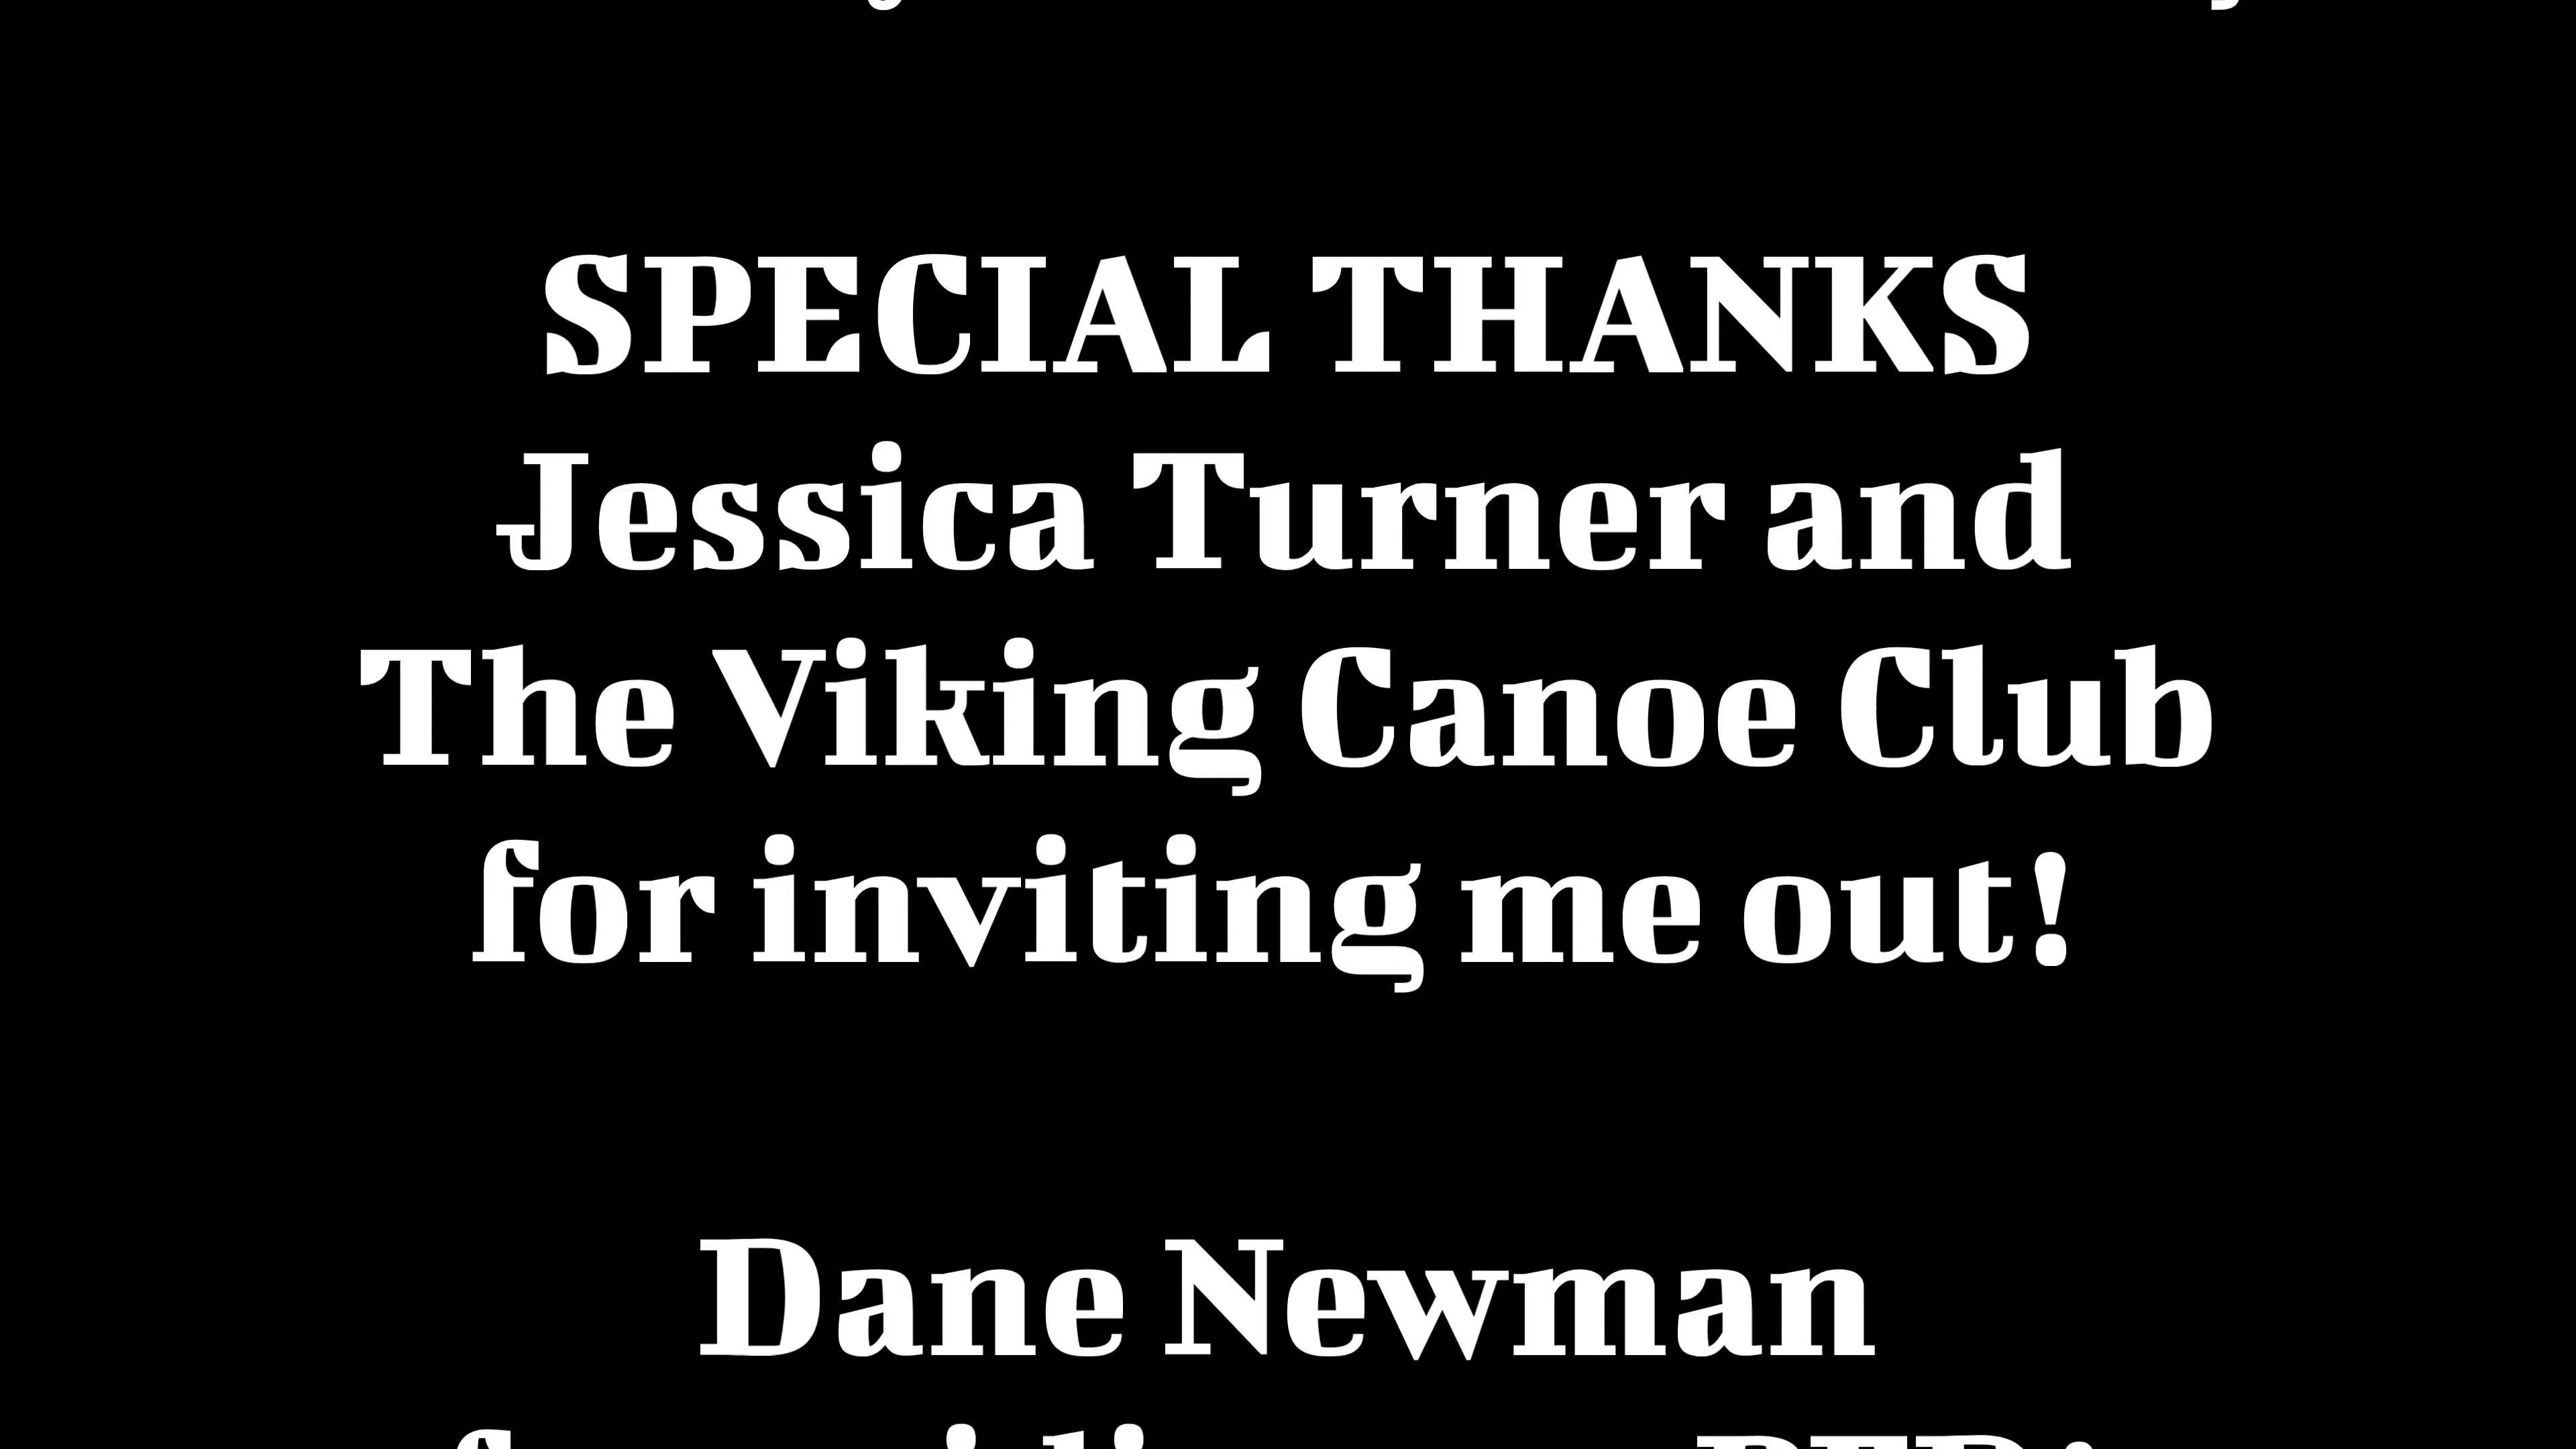 SPECIAL THANKS
Jessica Turner and
The Viking Canoe Club
for inviting me out!
Dane Newman